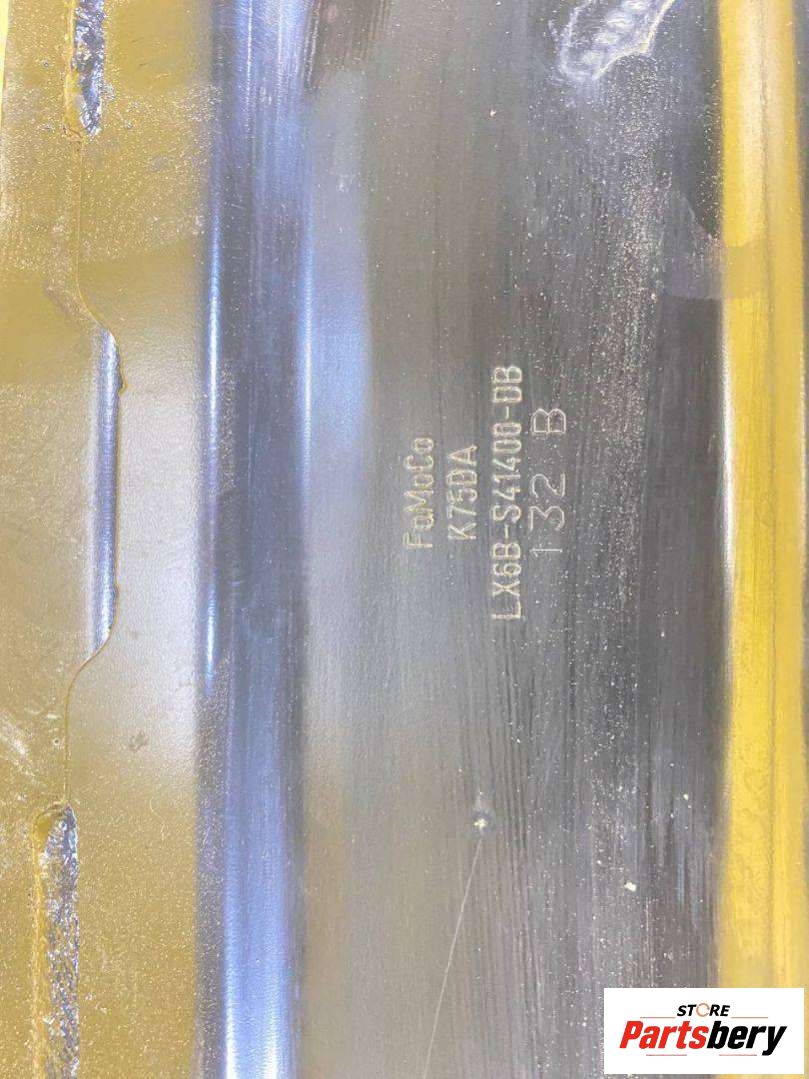 FoMoCo
K75DA
LX6B-S41400-DB
132 B
STORE
Partsbery